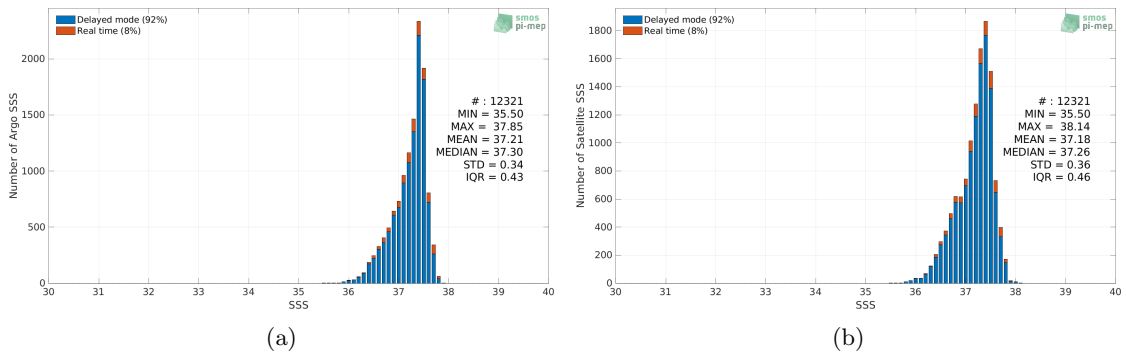 Delayed mode (92%)
Real time (8%)
smos
pi-mep
2000
1500
1000
500
0
Number of Argo SSS
# : 12321
MIN = 35.50
MAX = 37.85
MEAN = 37.21
MEDIAN = 37.30
STD = 0.34
IQR = 0.43
30 31 32 33 34 35 36 37 38 39 40
SSS
(a)
Delayed mode (92%)
Real time (8%)
smos
pi-mep
1800
1600
1400
1200
1000
800
600
400
200
0
Number of Satellite SSS
# : 12321
MIN = 35.50
MAX = 38.14
MEAN = 37.18
MEDIAN = 37.26
STD = 0.36
IQR = 0.46
30 31 32 33 34 35 36 37 38 39 40
SSS
(b)